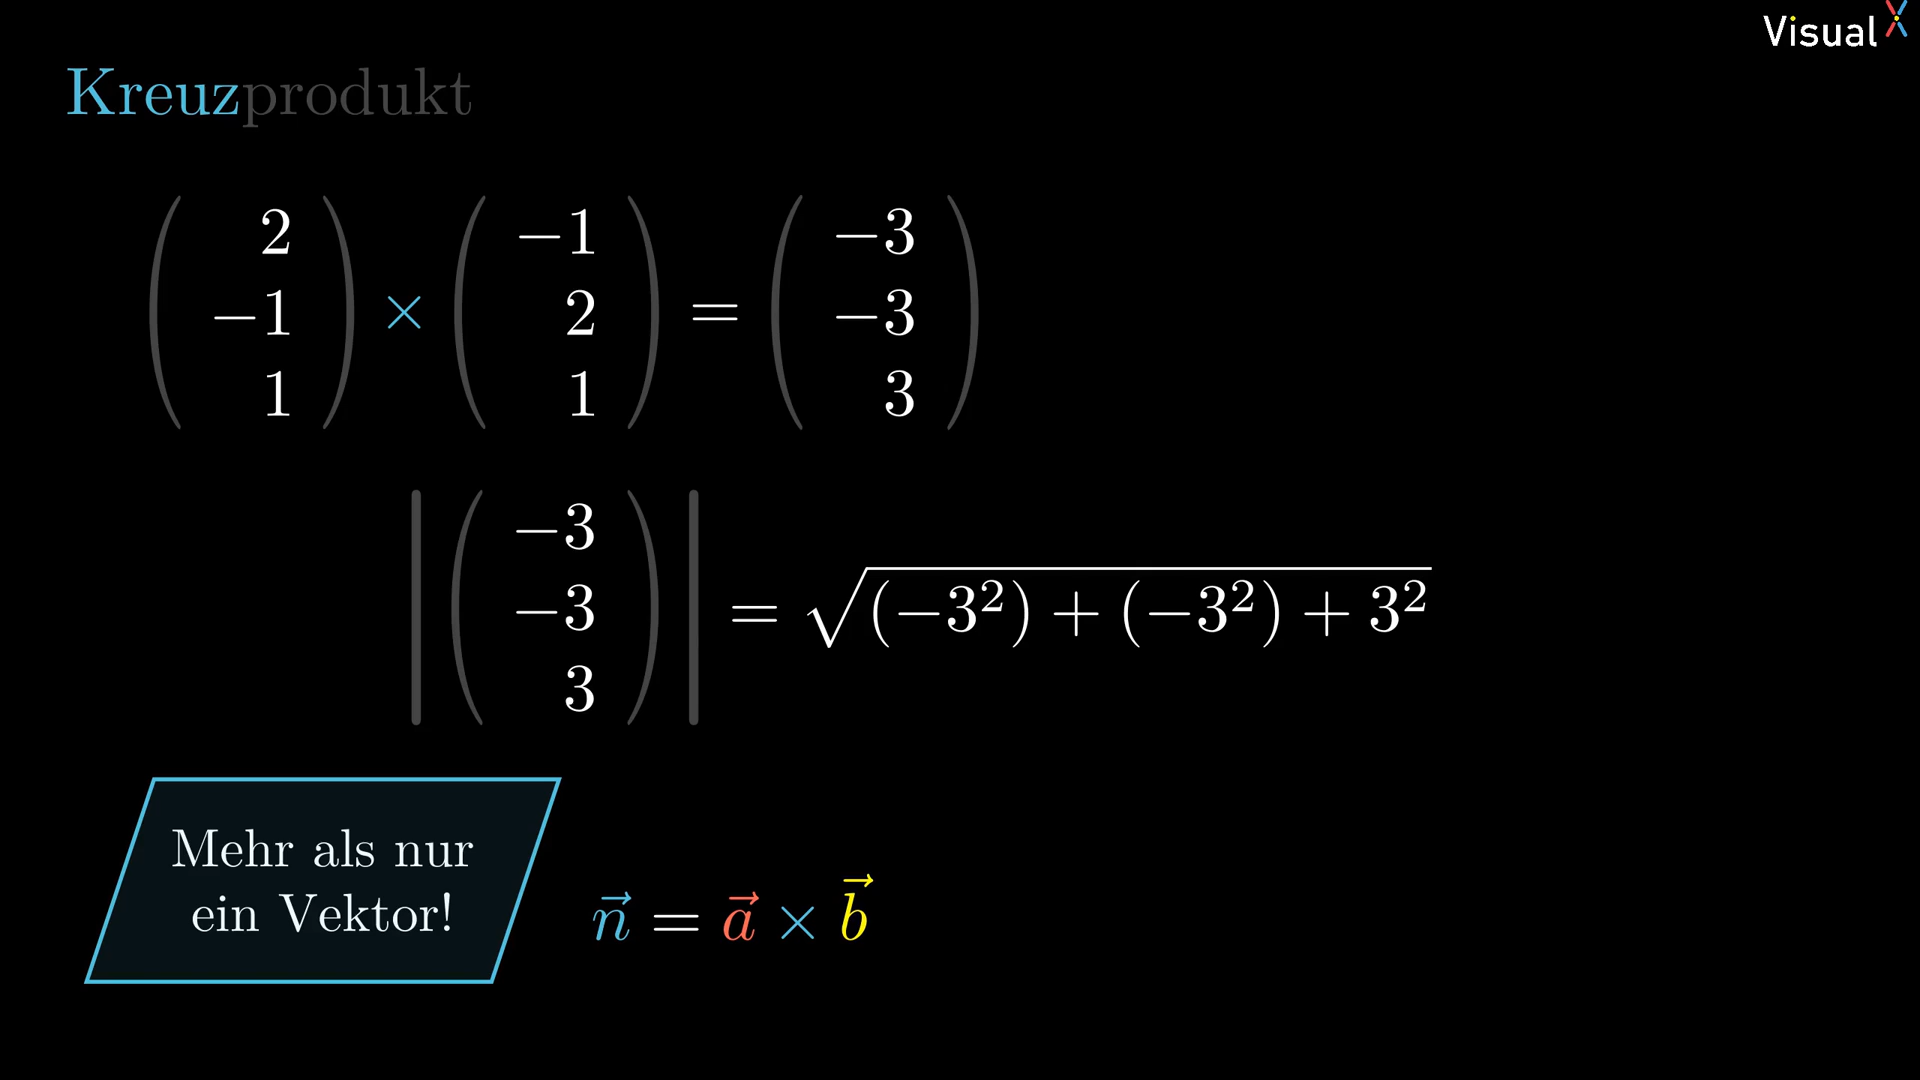 VisualX
Kreuzprodukt
2 −1 −3
−1 × 2 = −3
1 1 3
−3
−3 = √(−3²) + (−3²) + 3²
3
Mehr als nur
ein Vektor!
n⃗ = a⃗ × b⃗